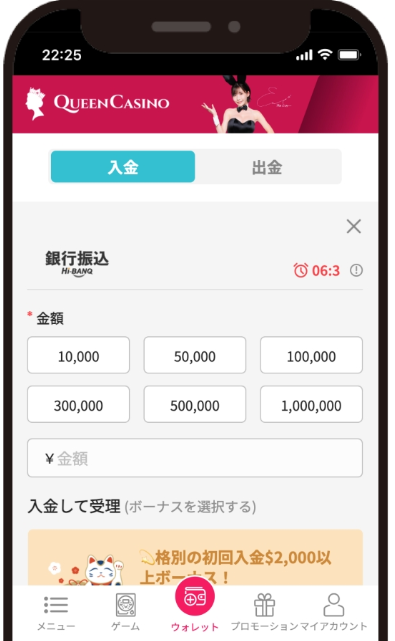 22:25
QUEENCASINO
入金
出金
銀行振込
Hi-BANQ
06:3
* 金額
10,000
50,000
100,000
300,000
500,000
1,000,000
¥ 金額
入金して受理 (ボーナスを選択する)
格別の初回入金$2,000以
上ボーナス！
メニュー
ゲーム
ウォレット
プロモーション
マイアカウント